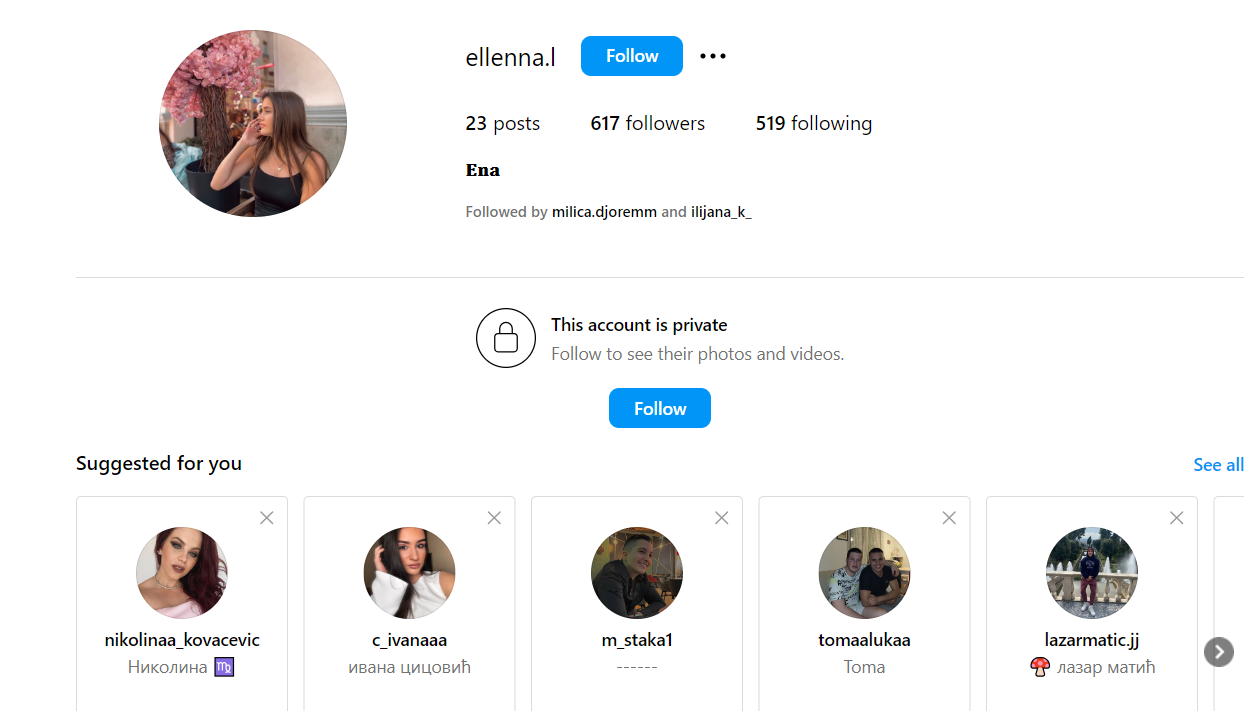 ellenna.l Follow
23 posts 617 followers 519 following
Ena
Followed by milica.djoremm and ilijana_k_
This account is private
Follow to see their photos and videos.
Follow
Suggested for you See all
nikolinaa_kovacevic c_ivanaaa m_staka1 tomaalukaa lazarmatic.jj
Николина ♍ ивана цицовић ------ Toma 🍄 лазар матић